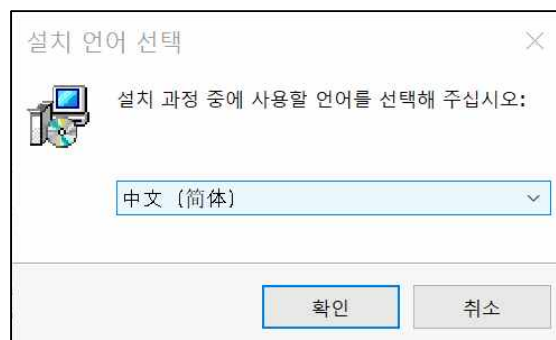 설치 언어 선택
설치 과정 중에 사용할 언어를 선택해 주십시오:
中文 (简体)
확인
취소